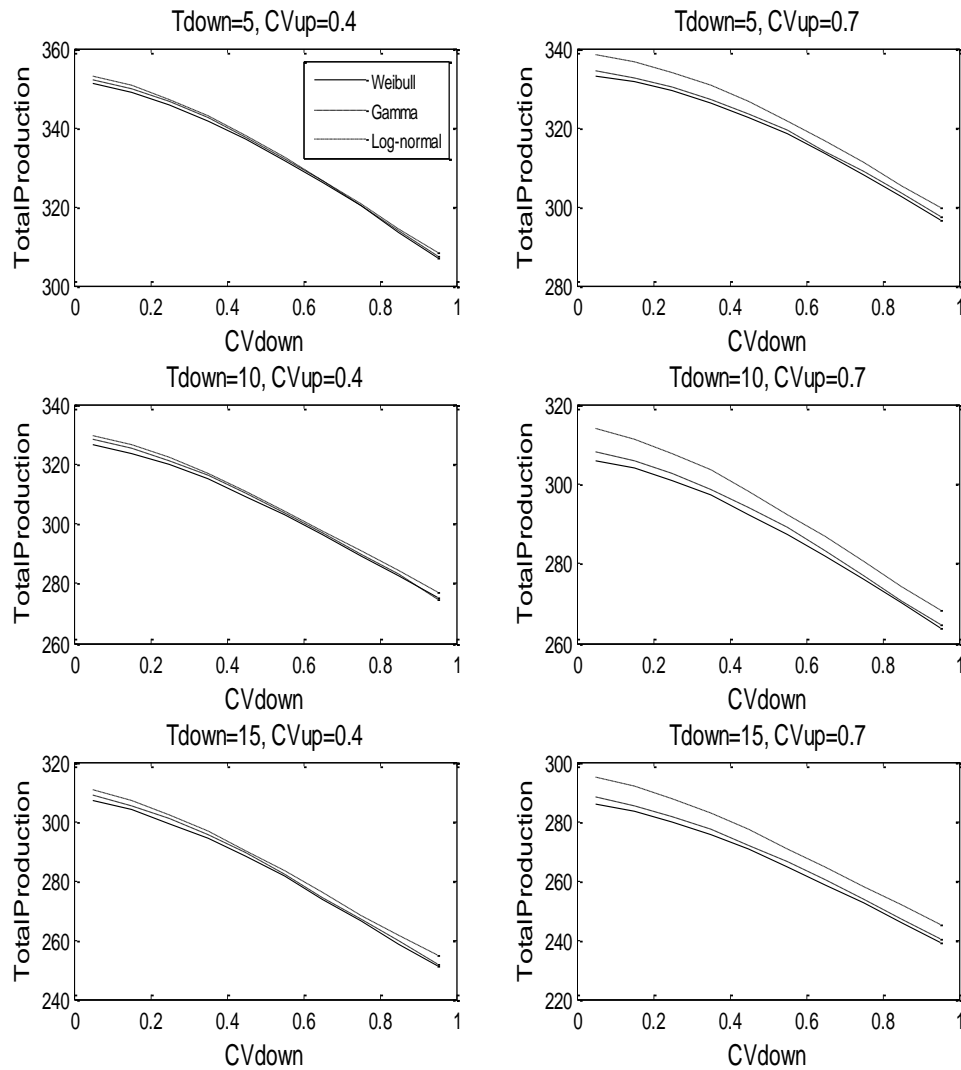 Tdown=5, CVup=0.4
360
340
320
300
TotalProduction
Weibull
Gamma
Log-normal
0 0.2 0.4 0.6 0.8 1
CVdown
Tdown=5, CVup=0.7
340
320
300
280
TotalProduction
0 0.2 0.4 0.6 0.8 1
CVdown
Tdown=10, CVup=0.4
340
320
300
280
260
TotalProduction
0 0.2 0.4 0.6 0.8 1
CVdown
Tdown=10, CVup=0.7
320
300
280
260
TotalProduction
0 0.2 0.4 0.6 0.8 1
CVdown
Tdown=15, CVup=0.4
320
300
280
260
240
TotalProduction
0 0.2 0.4 0.6 0.8 1
CVdown
Tdown=15, CVup=0.7
300
280
260
240
220
TotalProduction
0 0.2 0.4 0.6 0.8 1
CVdown